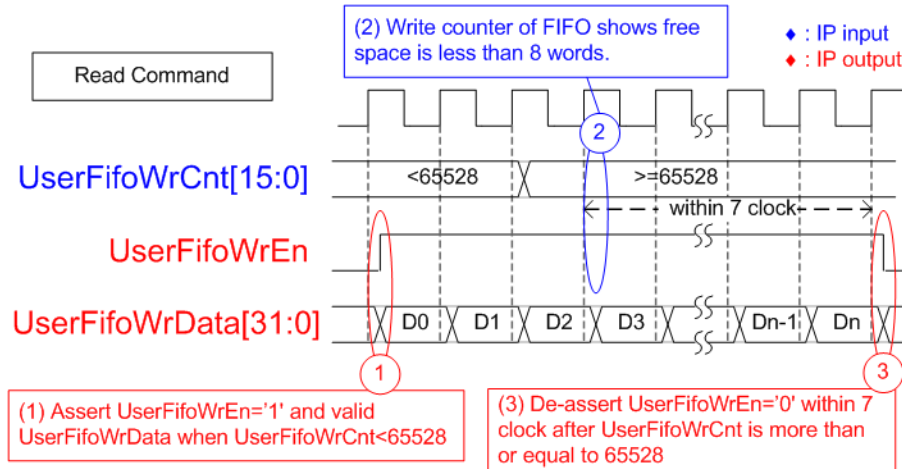 (2) Write counter of FIFO shows free
space is less than 8 words.
♦ : IP input
♦ : IP output
Read Command
2
UserFifoWrCnt[15:0]
<65528
>=65528
within 7 clock
UserFifoWrEn
UserFifoWrData[31:0]
D0
D1
D2
D3
Dn-1
Dn
1
3
(1) Assert UserFifoWrEn='1' and valid
UserFifoWrData when UserFifoWrCnt<65528
(3) De-assert UserFifoWrEn='0' within 7
clock after UserFifoWrCnt is more than
or equal to 65528